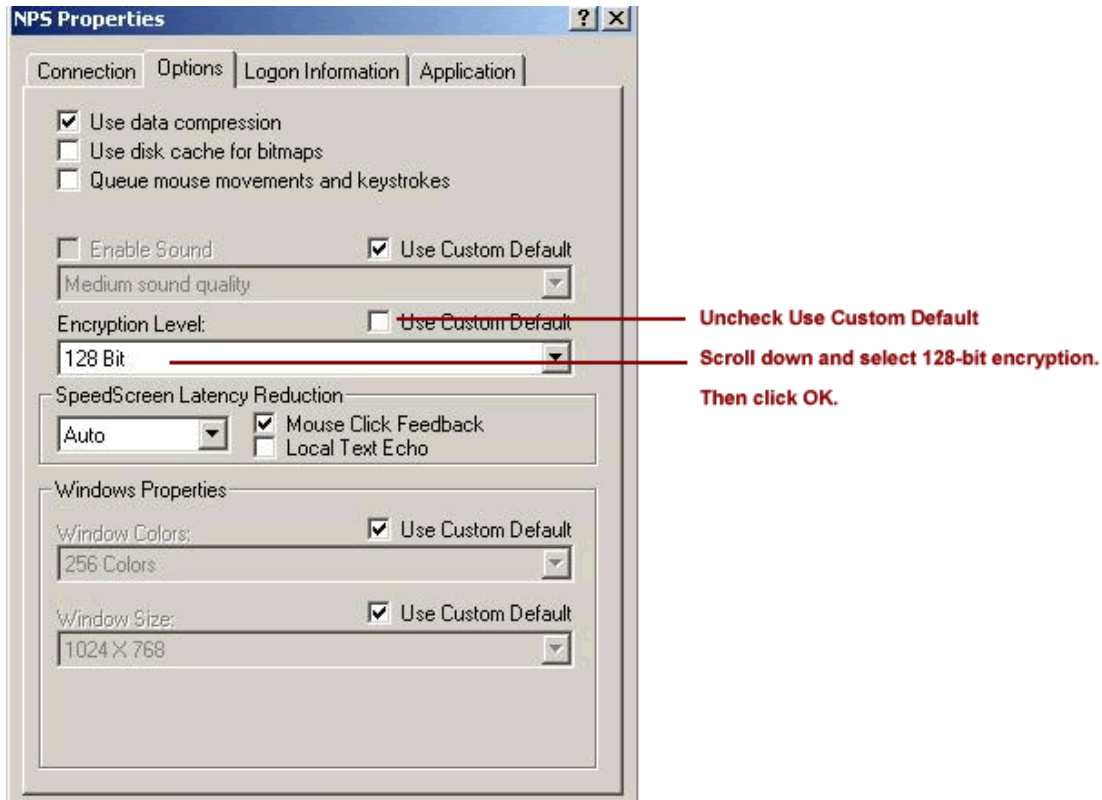 NPS Properties
Connection Options Logon Information Application
Use data compression
Use disk cache for bitmaps
Queue mouse movements and keystrokes
Enable Sound Use Custom Default
Medium sound quality
Encryption Level: Use Custom Default
Uncheck Use Custom Default
128 Bit
Scroll down and select 128-bit encryption.
Then click OK.
SpeedScreen Latency Reduction
Auto Mouse Click Feedback
Local Text Echo
Windows Properties
Window Colors: Use Custom Default
256 Colors
Window Size: Use Custom Default
1024 X 768